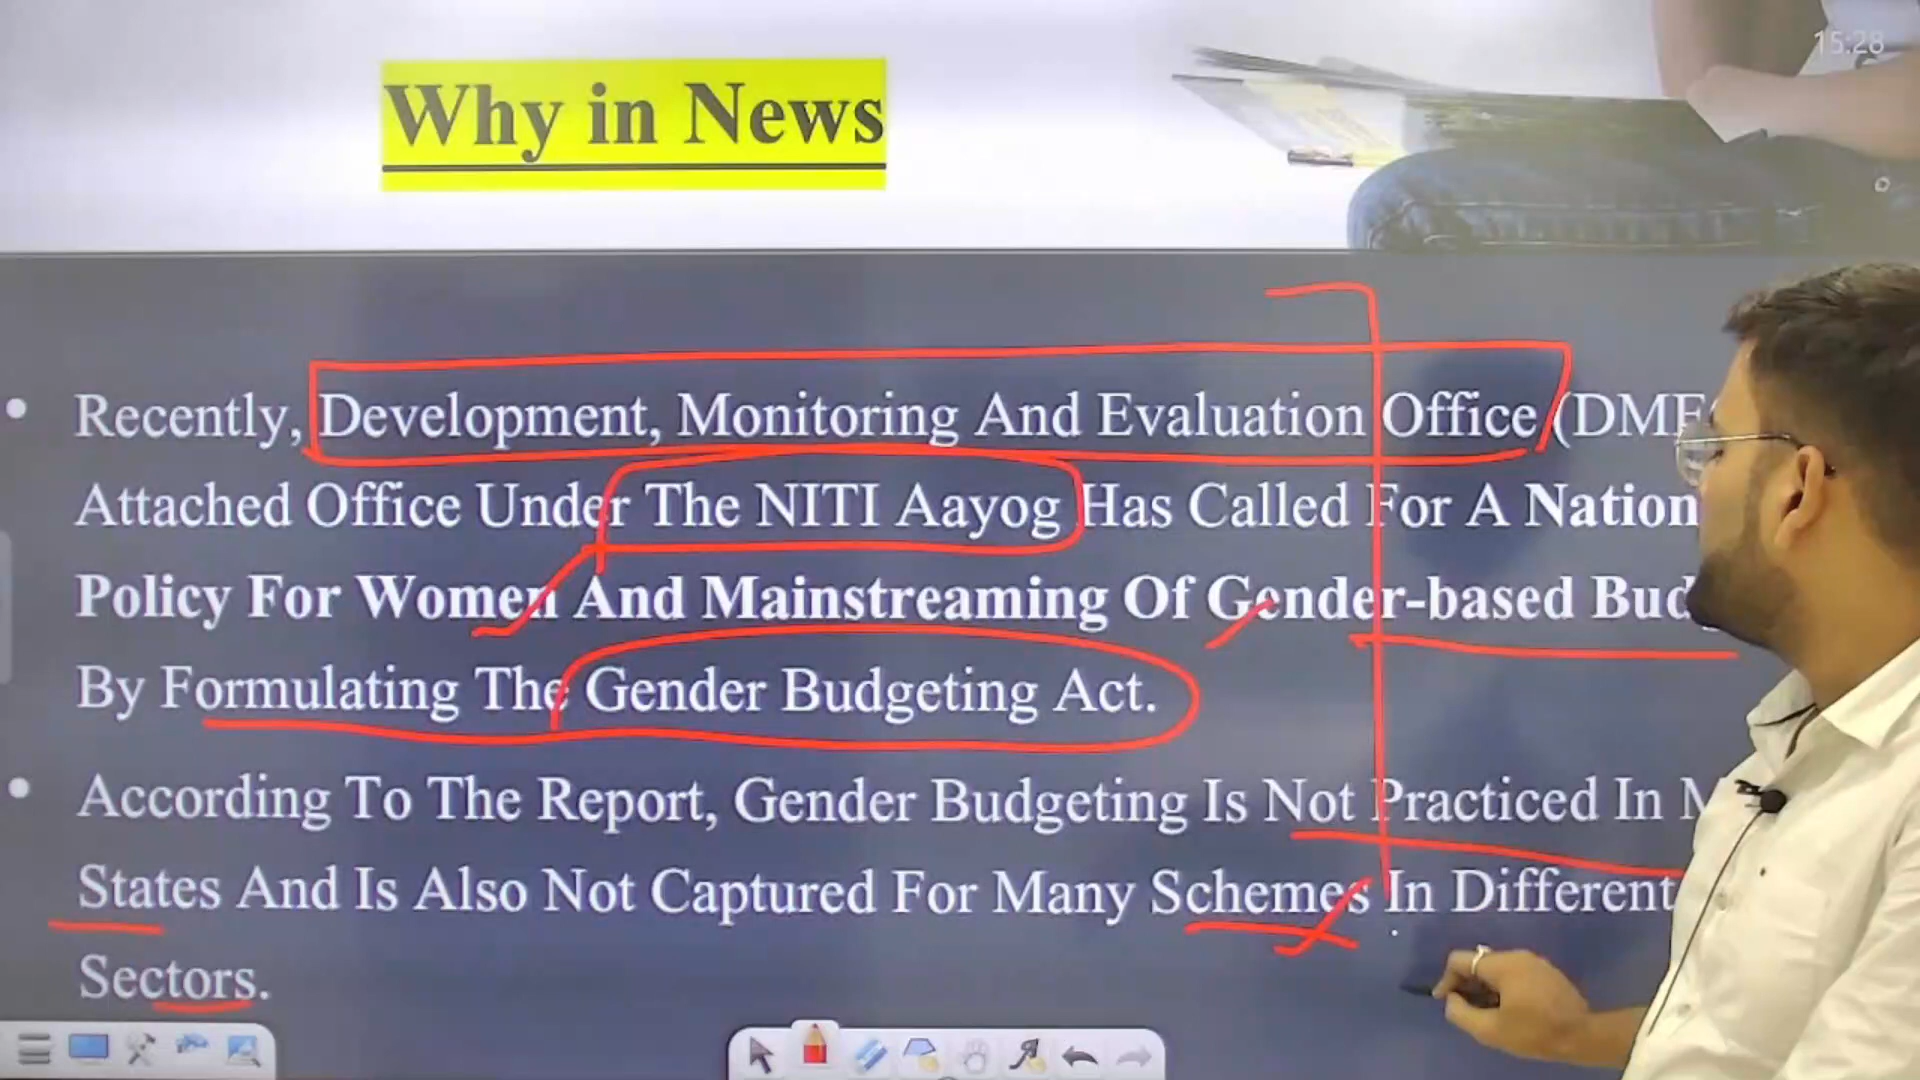 15:28
Why in News
• Recently, Development, Monitoring And Evaluation Office
Attached Office Under The NITI Aayog Has Called For A
Policy For Women And Mainstreaming Of Gender-based
By Formulating The Gender Budgeting Act.
• According To The Report, Gender Budgeting Is Not Practiced In
States And Is Also Not Captured For Many Schemes In Different
Sectors.